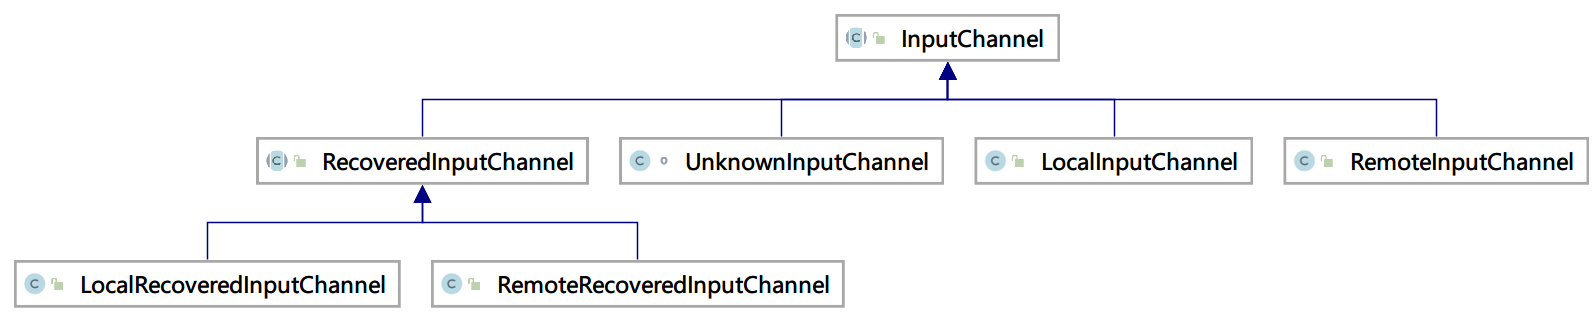 C InputChannel
C RecoveredInputChannel
C UnknownInputChannel
C LocalInputChannel
C RemoteInputChannel
C LocalRecoveredInputChannel
C RemoteRecoveredInputChannel